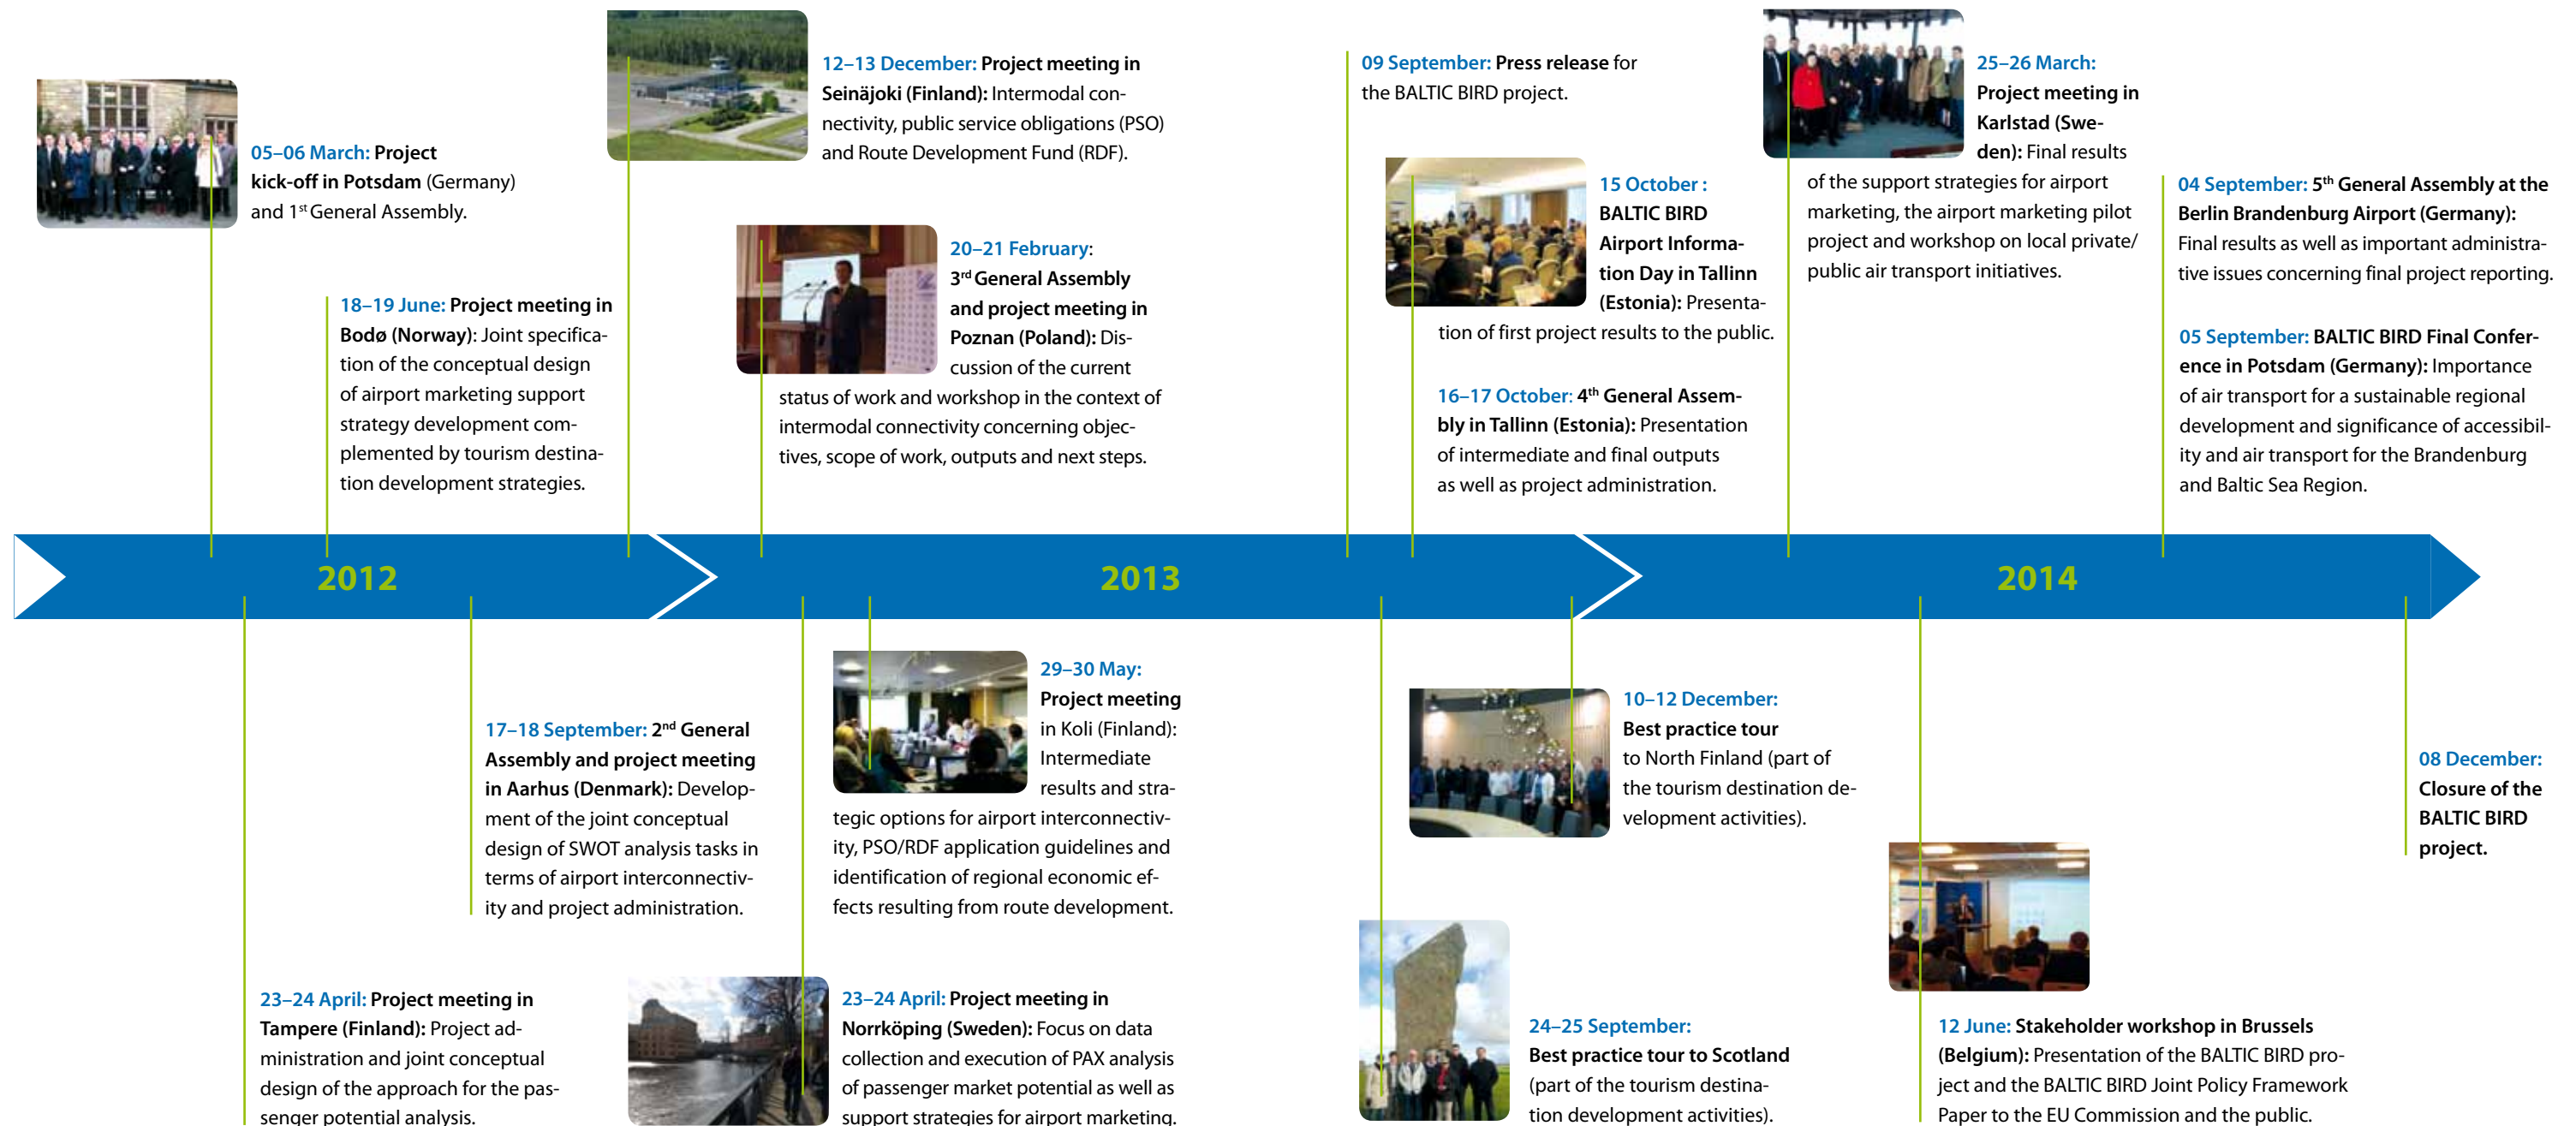 05–06 March: Project
kick-off in Potsdam (Germany)
and 1st General Assembly.
18–19 June: Project meeting in
Bodø (Norway): Joint specifica-
tion of the conceptual design
of airport marketing support
strategy development com-
plemented by tourism destina-
tion development strategies.
12–13 December: Project meeting in
Seinäjoki (Finland): Intermodal con-
nectivity, public service obligations (PSO)
and Route Development Fund (RDF).
20–21 February:
3rd General Assembly
and project meeting in
Poznan (Poland): Dis-
cussion of the current
status of work and workshop in the context of
intermodal connectivity concerning objec-
tives, scope of work, outputs and next steps.
09 September: Press release for
the BALTIC BIRD project.
15 October :
BALTIC BIRD
Airport Informa-
tion Day in Tallinn
(Estonia): Presenta-
tion of first project results to the public.
16–17 October: 4th General Assem-
bly in Tallinn (Estonia): Presentation
of intermediate and final outputs
as well as project administration.
25–26 March:
Project meeting in
Karlstad (Swe-
den): Final results
of the support strategies for airport
marketing, the airport marketing pilot
project and workshop on local private/
public air transport initiatives.
04 September: 5th General Assembly at the
Berlin Brandenburg Airport (Germany):
Final results as well as important administra-
tive issues concerning final project reporting.
05 September: BALTIC BIRD Final Confer-
ence in Potsdam (Germany): Importance
of air transport for a sustainable regional
development and significance of accessibil-
ity and air transport for the Brandenburg
and Baltic Sea Region.
2012
2013
2014
23–24 April: Project meeting in
Tampere (Finland): Project ad-
ministration and joint conceptual
design of the approach for the pas-
senger potential analysis.
17–18 September: 2nd General
Assembly and project meeting
in Aarhus (Denmark): Develop-
ment of the joint conceptual
design of SWOT analysis tasks in
terms of airport interconnectiv-
ity and project administration.
23–24 April: Project meeting in
Norrköping (Sweden): Focus on data
collection and execution of PAX analysis
of passenger market potential as well as
support strategies for airport marketing.
29–30 May:
Project meeting
in Koli (Finland):
Intermediate
results and stra-
tegic options for airport interconnectiv-
ity, PSO/RDF application guidelines and
identification of regional economic ef-
fects resulting from route development.
24–25 September:
Best practice tour to Scotland
(part of the tourism destina-
tion development activities).
10–12 December:
Best practice tour
to North Finland (part of
the tourism destination de-
velopment activities).
12 June: Stakeholder workshop in Brussels
(Belgium): Presentation of the BALTIC BIRD pro-
ject and the BALTIC BIRD Joint Policy Framework
Paper to the EU Commission and the public.
08 December:
Closure of the
BALTIC BIRD
project.